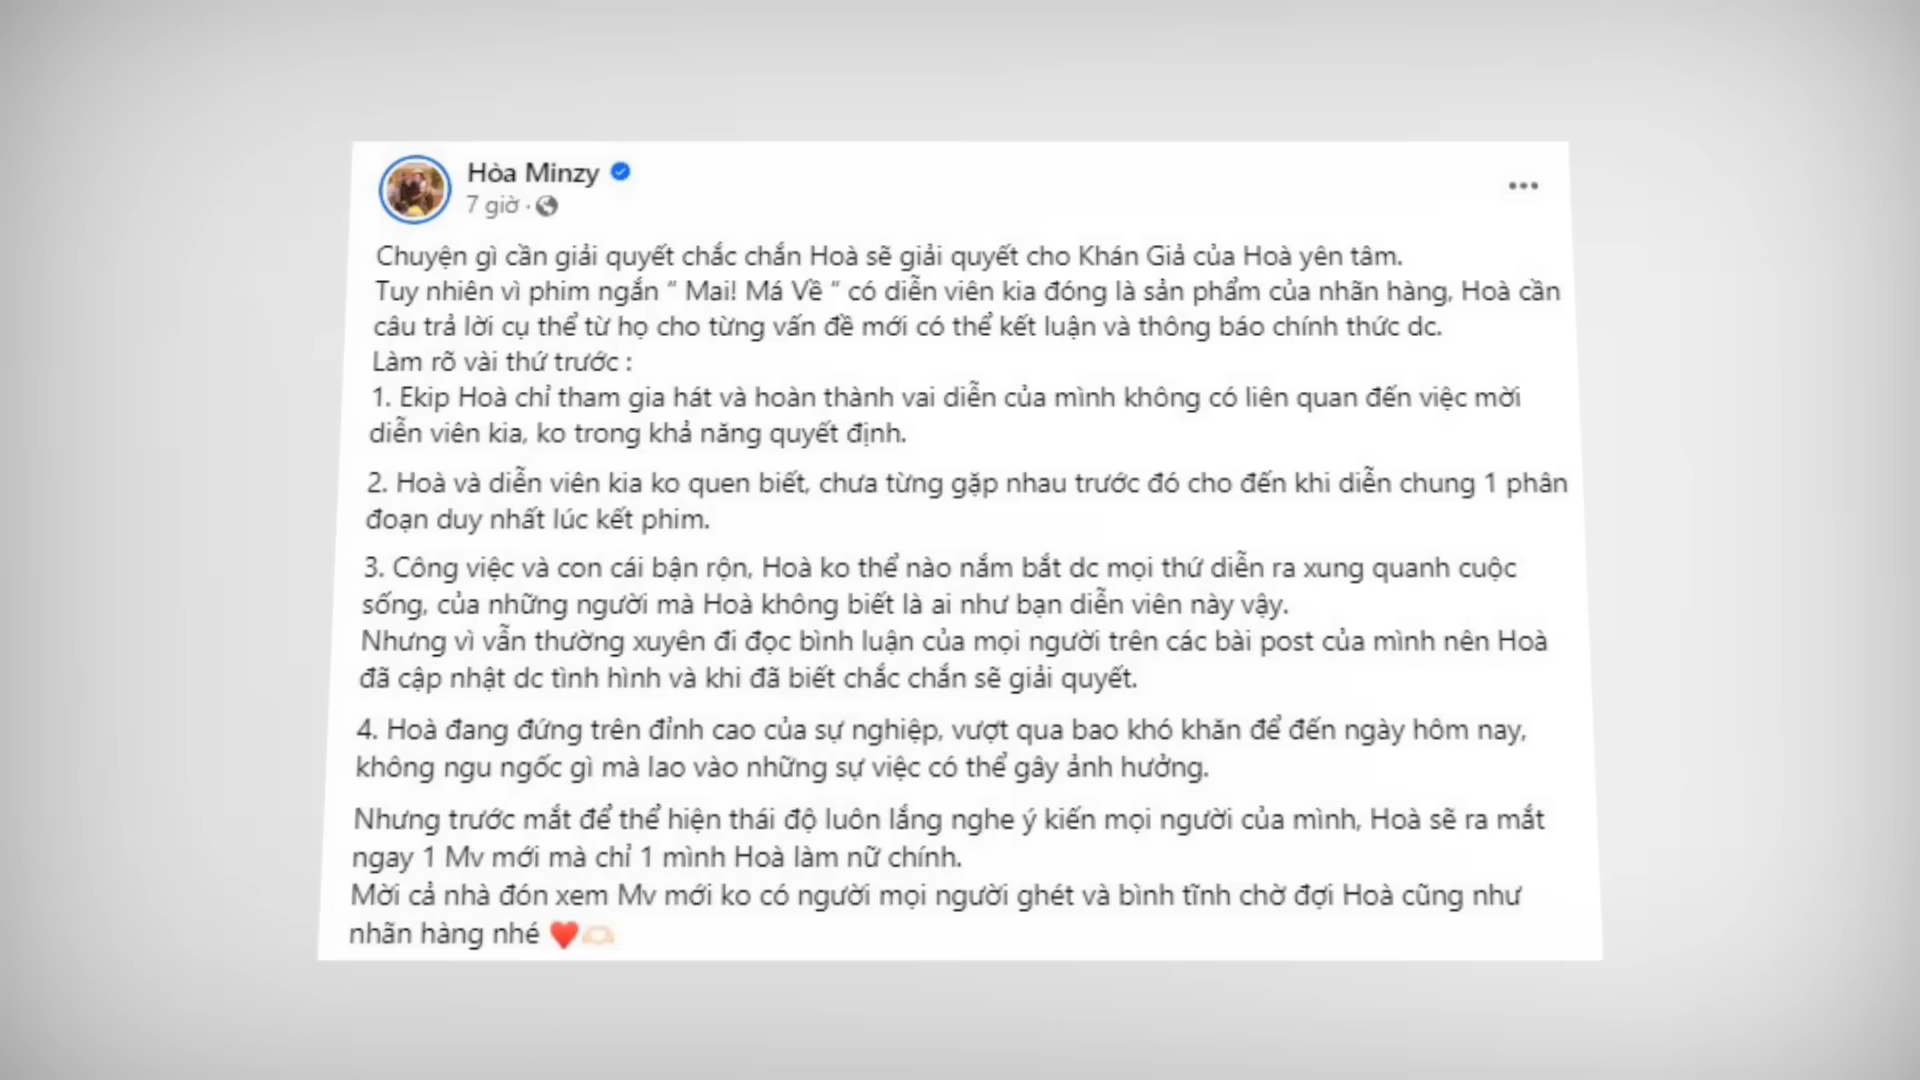 Hòa Minzy
7 giờ ·
Chuyện gì cần giải quyết chắc chắn Hoà sẽ giải quyết cho Khán Giả của Hoà yên tâm.
Tuy nhiên vì phim ngắn “ Mai! Má Về “ có diễn viên kia đóng là sản phẩm của nhãn hàng, Hoà cần
câu trả lời cụ thể từ họ cho từng vấn đề mới có thể kết luận và thông báo chính thức dc.
Làm rõ vài thứ trước :
1. Ekip Hoà chỉ tham gia hát và hoàn thành vai diễn của mình không có liên quan đến việc mời
diễn viên kia, ko trong khả năng quyết định.
2. Hoà và diễn viên kia ko quen biết, chưa từng gặp nhau trước đó cho đến khi diễn chung 1 phân
đoạn duy nhất lúc kết phim.
3. Công việc và con cái bận rộn, Hoà ko thể nào nắm bắt dc mọi thứ diễn ra xung quanh cuộc
sống, của những người mà Hoà không biết là ai như bạn diễn viên này vậy.
Nhưng vì vẫn thường xuyên đi đọc bình luận của mọi người trên các bài post của mình nên Hoà
đã cập nhật dc tình hình và khi đã biết chắc chắn sẽ giải quyết.
4. Hoà đang đứng trên đỉnh cao của sự nghiệp, vượt qua bao khó khăn để đến ngày hôm nay,
không ngu ngốc gì mà lao vào những sự việc có thể gây ảnh hưởng.
Nhưng trước mắt để thể hiện thái độ luôn lắng nghe ý kiến mọi người của mình, Hoà sẽ ra mắt
ngay 1 Mv mới mà chỉ 1 mình Hoà làm nữ chính.
Mời cả nhà đón xem Mv mới ko có người mọi người ghét và bình tĩnh chờ đợi Hoà cũng như
nhãn hàng nhé ❤️🫶🏻